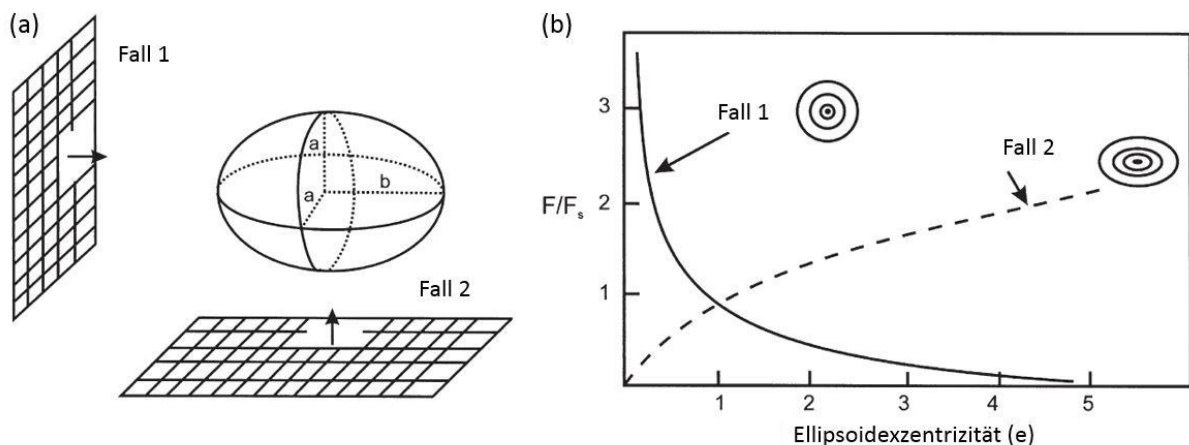 (a)
Fall 1
a
a
b
Fall 2
(b)
3
2
1
F/Fₛ
Fall 1
Fall 2
1
2
3
4
5
Ellipsoidexzentrizität (e)